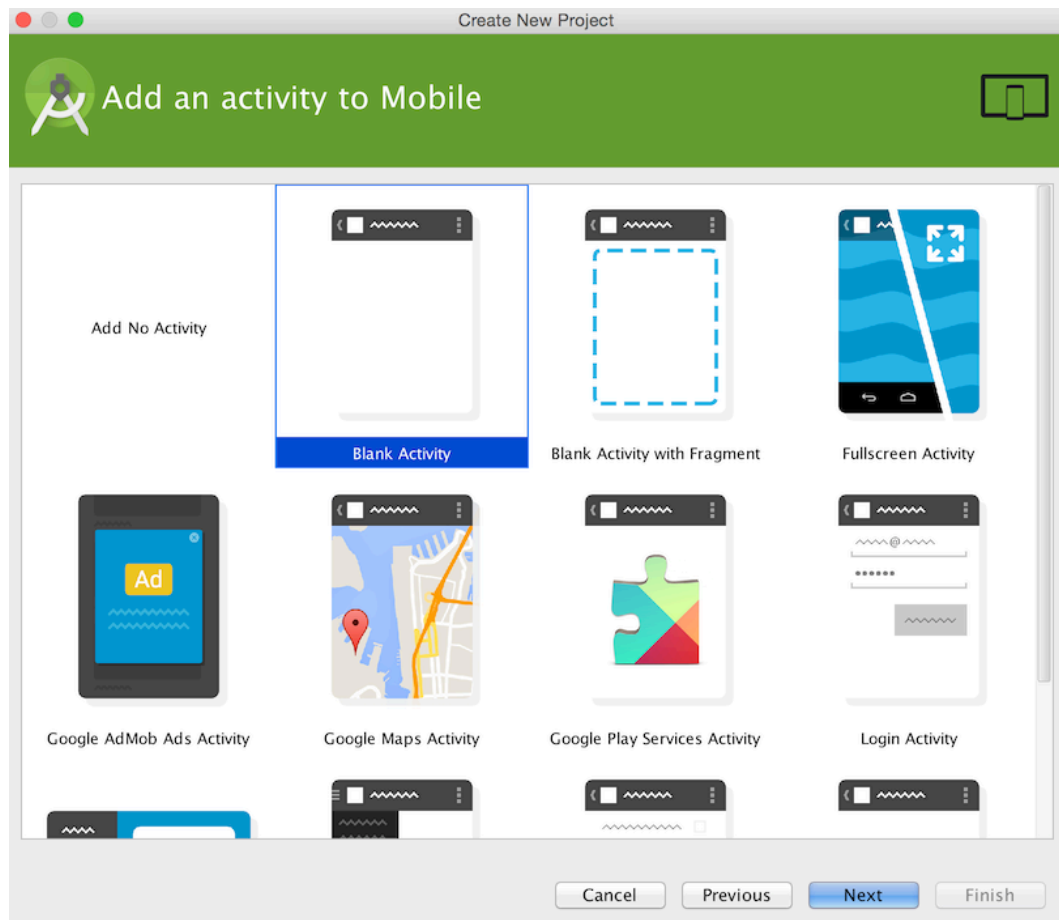 Create New Project
Add an activity to Mobile
Add No Activity
Blank Activity
Blank Activity with Fragment
Fullscreen Activity
Ad
@
Google AdMob Ads Activity
Google Maps Activity
Google Play Services Activity
Login Activity
Cancel
Previous
Next
Finish